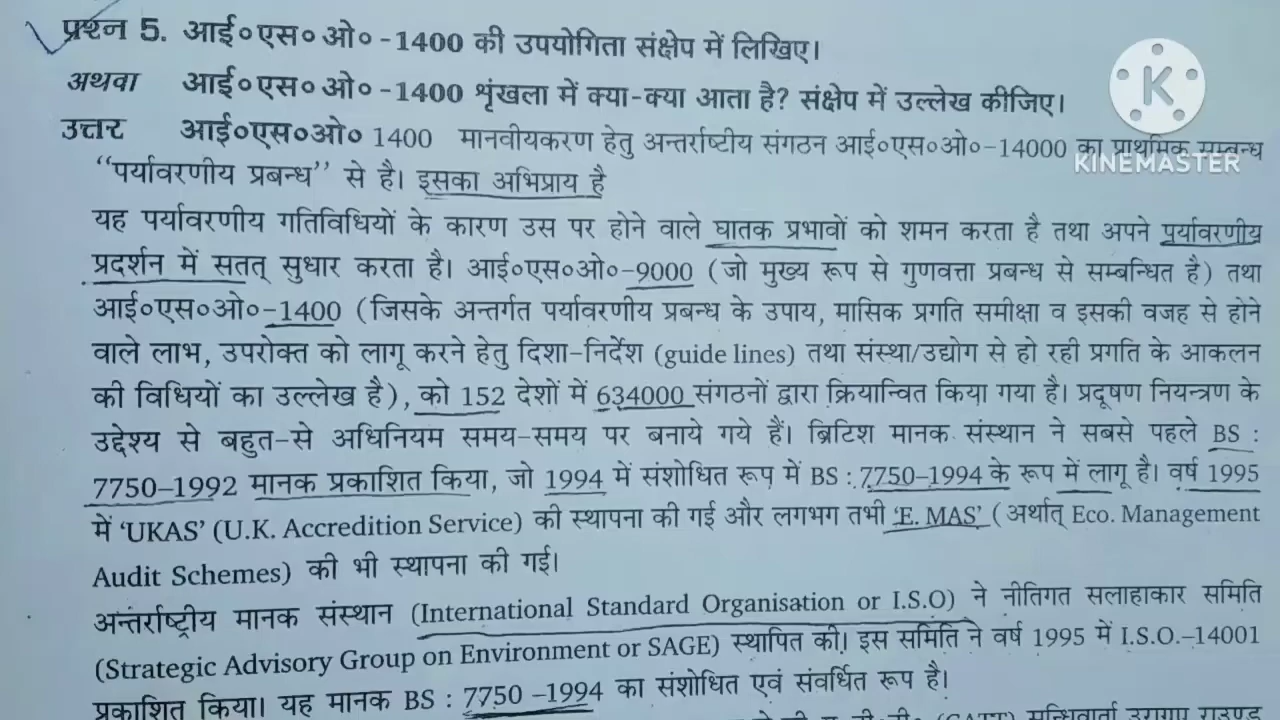 प्रश्न 5. आई०एस०ओ०-1400 की उपयोगिता संक्षेप में लिखिए।
अथवा आई०एस०ओ०-1400 शृंखला में क्या-क्या आता है? संक्षेप में उल्लेख कीजिए।
उत्तर आई०एस०ओ० 1400 मानवीयकरण हेतु अन्तर्राष्टीय संगठन आई०एस०ओ०-14000 का प्राथमिक सम्बन्ध
“पर्यावरणीय प्रबन्ध” से है। इसका अभिप्राय है
यह पर्यावरणीय गतिविधियों के कारण उस पर होने वाले घातक प्रभावों को शमन करता है तथा अपने पर्यावरणीय
प्रदर्शन में सतत् सुधार करता है। आई०एस०ओ०-9000 (जो मुख्य रूप से गुणवत्ता प्रबन्ध से सम्बन्धित है) तथा
आई०एस०ओ०-1400 (जिसके अन्तर्गत पर्यावरणीय प्रबन्ध के उपाय, मासिक प्रगति समीक्षा व इसकी वजह से होने
वाले लाभ, उपरोक्त को लागू करने हेतु दिशा-निर्देश (guide lines) तथा संस्था/उद्योग से हो रही प्रगति के आकलन
की विधियों का उल्लेख है), को 152 देशों में 634000 संगठनों द्वारा क्रियान्वित किया गया है। प्रदूषण नियन्त्रण के
उद्देश्य से बहुत-से अधिनियम समय-समय पर बनाये गये हैं। ब्रिटिश मानक संस्थान ने सबसे पहले BS :
7750–1992 मानक प्रकाशित किया, जो 1994 में संशोधित रूप में BS : 7750–1994 के रूप में लागू है। वर्ष 1995
में ‘UKAS’ (U.K. Accredition Service) की स्थापना की गई और लगभग तभी ‘E. MAS’ (अर्थात् Eco. Management
Audit Schemes) की भी स्थापना की गई।
अंतर्राष्ट्रीय मानक संस्थान (International Standard Organisation or I.S.O) ने नीतिगत सलाहाकार समिति
(Strategic Advisory Group on Environment or SAGE) स्थापित की। इस समिति ने वर्ष 1995 में I.S.O.–14001
प्रकाशित किया। यह मानक BS : 7750 –1994 का संशोधित एवं संवर्धित रूप है।
K
KINEMASTER